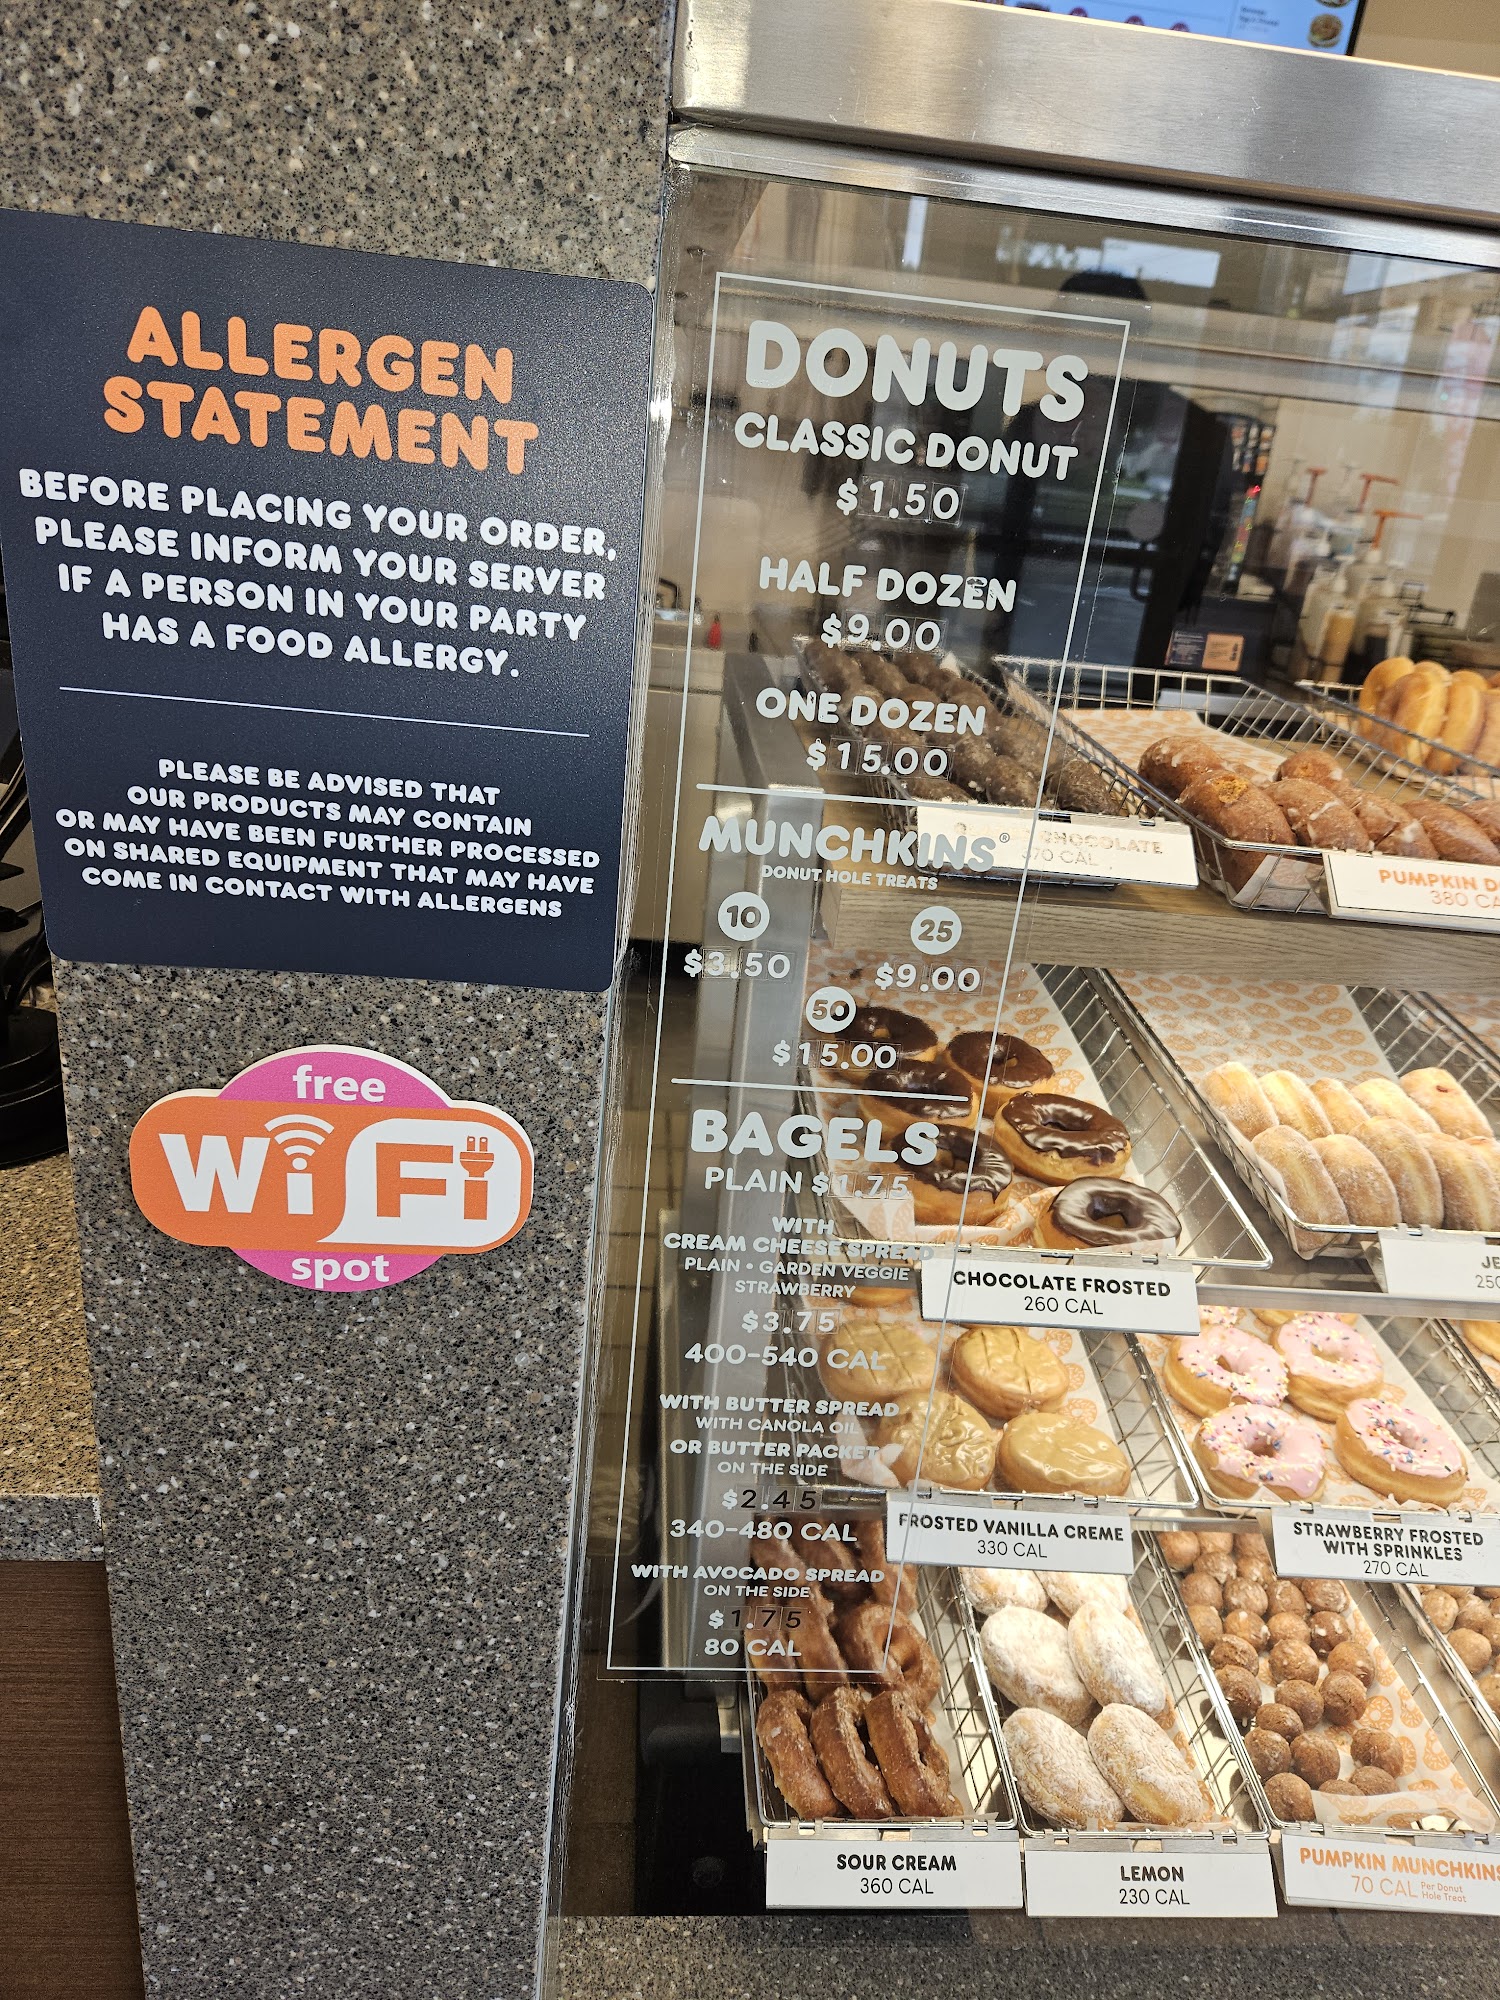 ALLERGEN
STATEMENT
BEFORE PLACING YOUR ORDER,
PLEASE INFORM YOUR SERVER
IF A PERSON IN YOUR PARTY
HAS A FOOD ALLERGY.
PLEASE BE ADVISED THAT
OUR PRODUCTS MAY CONTAIN
OR MAY HAVE BEEN FURTHER PROCESSED
ON SHARED EQUIPMENT THAT MAY HAVE
COME IN CONTACT WITH ALLERGENS
free
WiFi
spot
DONUTS
CLASSIC DONUT
$1.50
HALF DOZEN
$9.00
ONE DOZEN
$15.00
MUNCHKINS®
DONUT HOLE TREATS
10 25
$3.50 $9.00
50
$15.00
BAGELS
PLAIN $1.75
WITH
CREAM CHEESE SPREAD
PLAIN • GARDEN VEGGIE
STRAWBERRY
$3.75
400-540 CAL
WITH BUTTER SPREAD
WITH CANOLA OIL
OR BUTTER PACKET
ON THE SIDE
$2.45
340-480 CAL
WITH AVOCADO SPREAD
ON THE SIDE
$1.75
80 CAL
CHOCOLATE
CAL
PUMPKIN D
380 CA
CHOCOLATE FROSTED
260 CAL
JE
250
FROSTED VANILLA CREME
330 CAL
STRAWBERRY FROSTED
WITH SPRINKLES
270 CAL
SOUR CREAM
360 CAL
LEMON
230 CAL
PUMPKIN MUNCHKINS
70 CAL Per Donut
Hole Treat